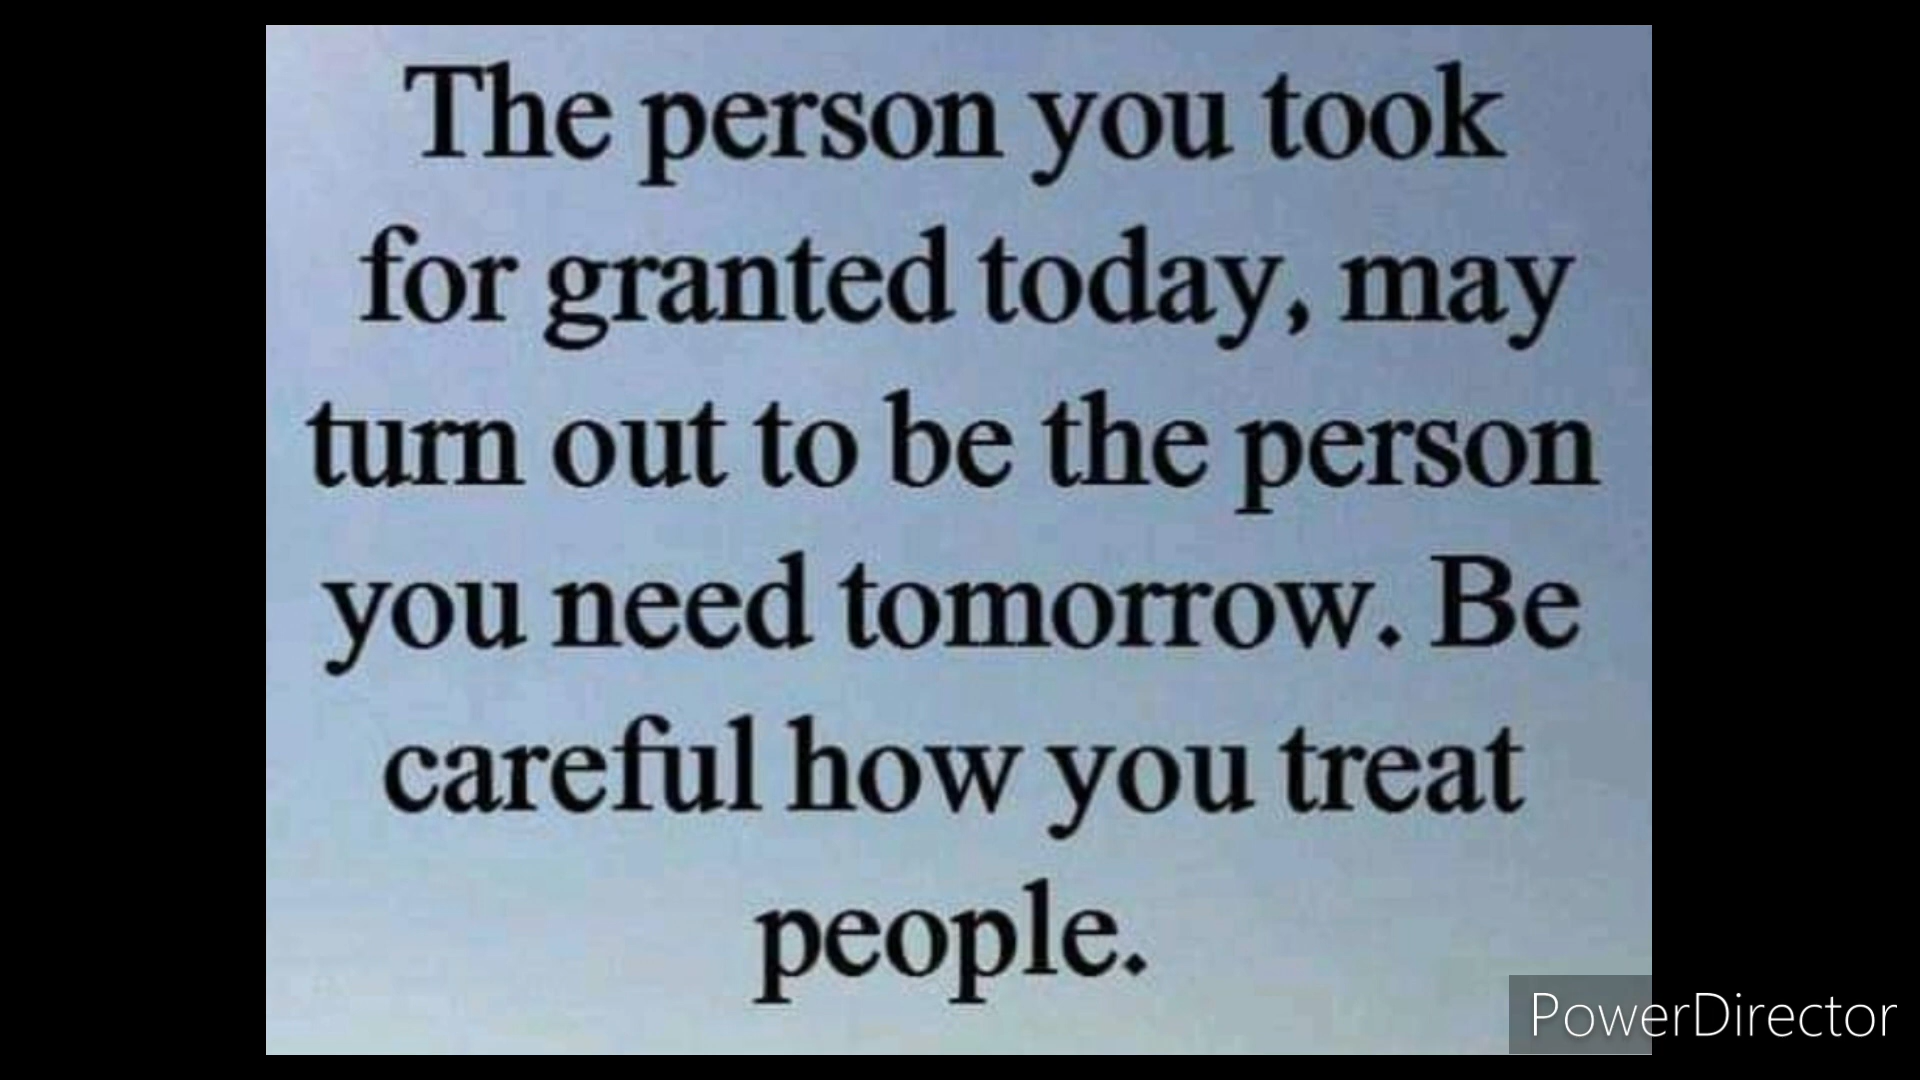 The person you took
for granted today, may
turn out to be the person
you need tomorrow. Be
careful how you treat
people.
PowerDirector